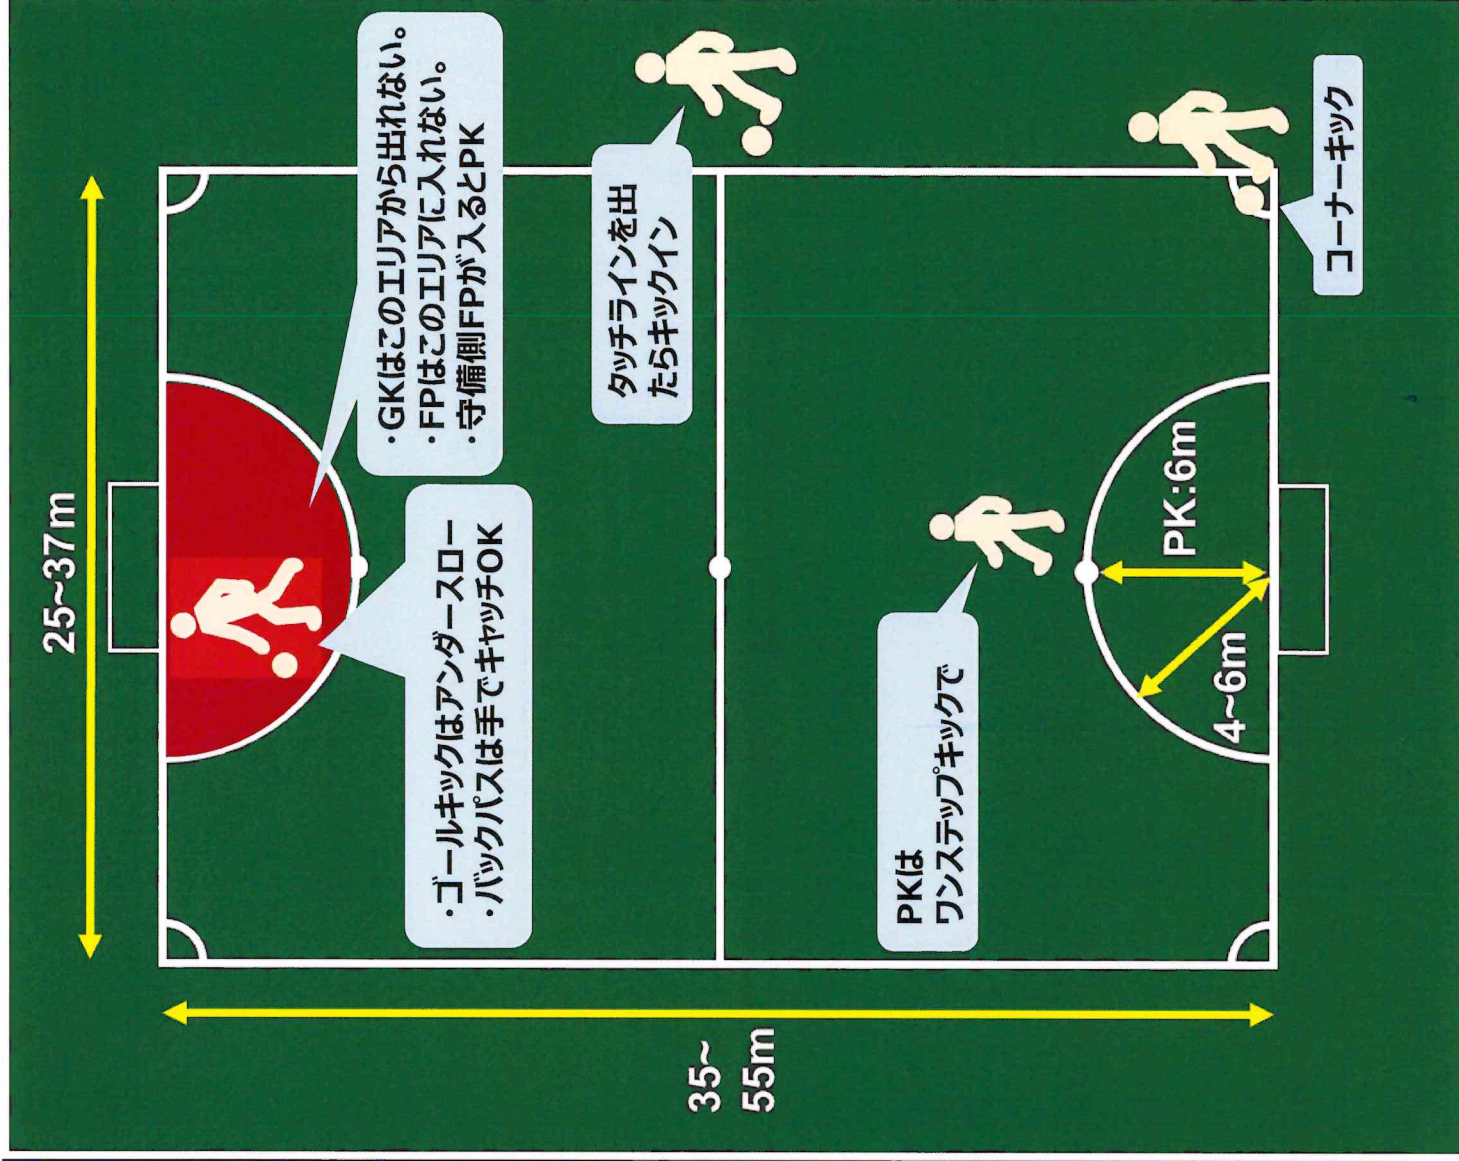 25~37m
・GKはこのエリアから出れない。
・FPはこのエリアに入れない。
・守備側FPが入るとPK
・ゴールキックはアンダースロー
・バックパスは手でキャッチOK
タッチラインを出
たらキックイン
35~
55m
PKは
ワンステップキックで
PK:6m
4~6m
コーナーキック